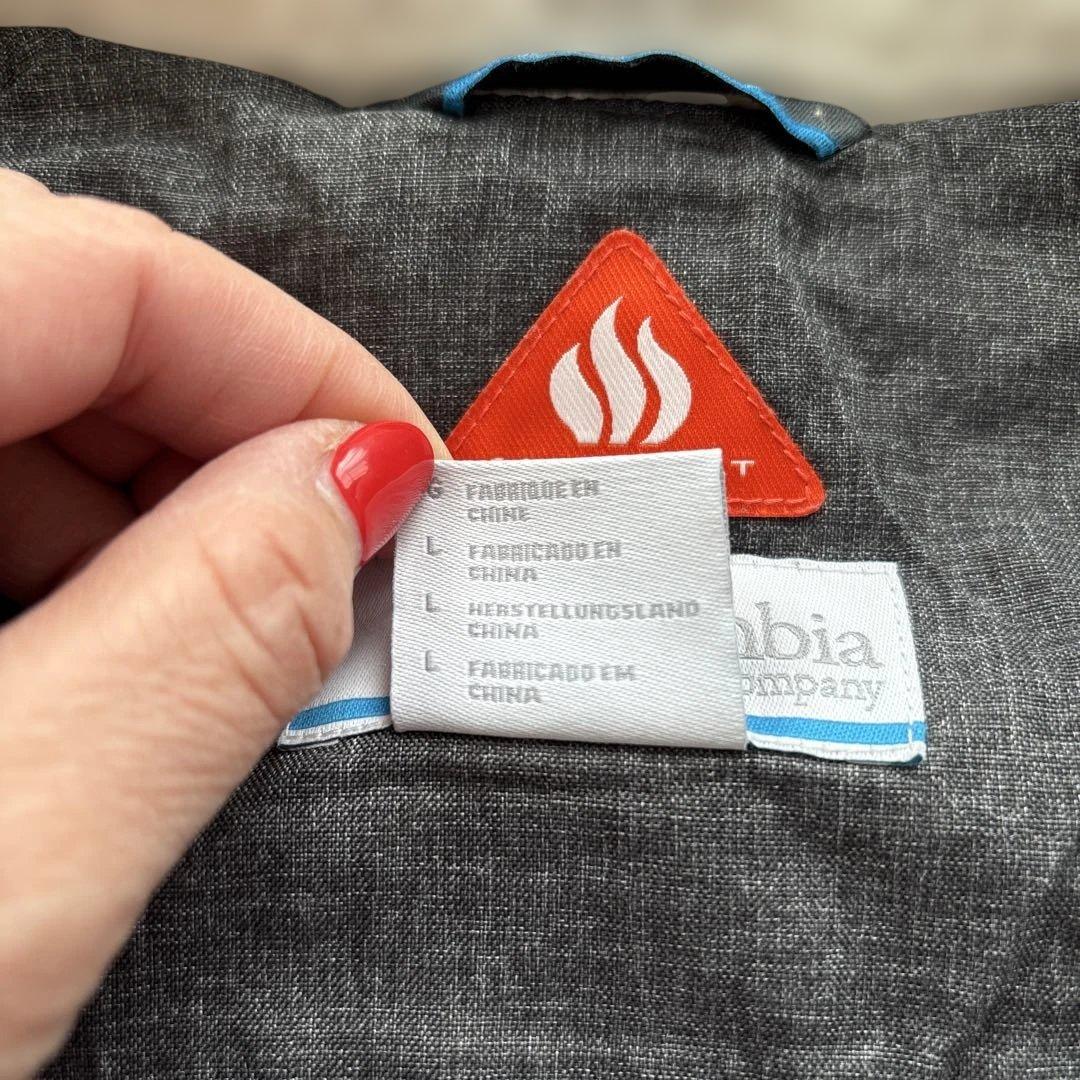 T
G FABRIQUE EN
CHINE
L FABRICADO EN
CHINA
L HERSTELLUNGSLAND
CHINA
L FABRICADO EM
CHINA
mbia
ompany